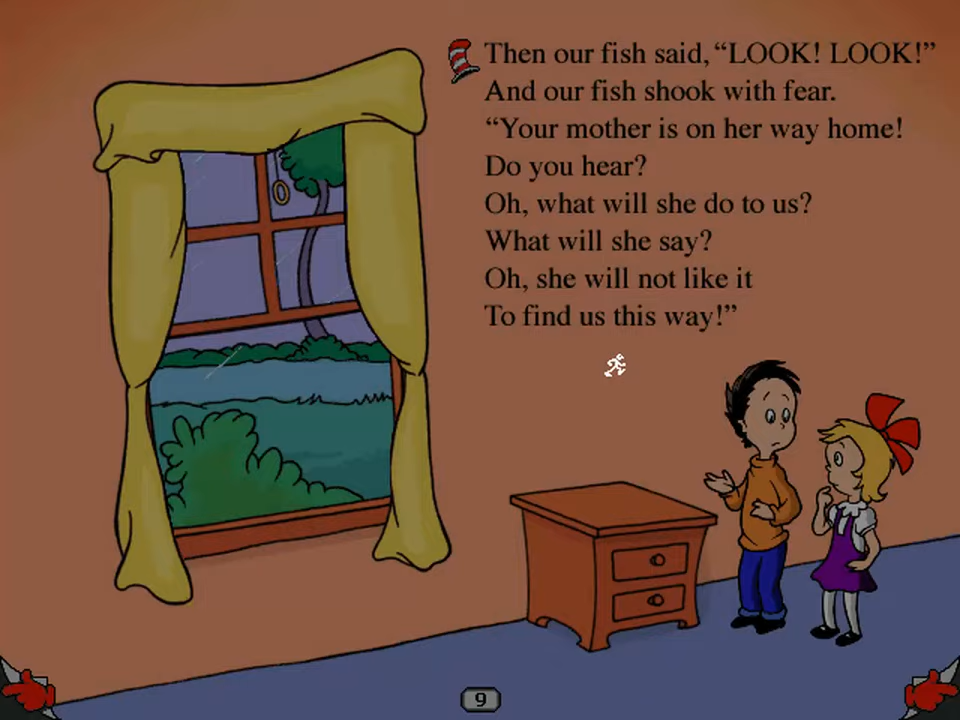 Then our fish said, “LOOK! LOOK!”
And our fish shook with fear.
“Your mother is on her way home!
Do you hear?
Oh, what will she do to us?
What will she say?
Oh, she will not like it
To find us this way!”
9